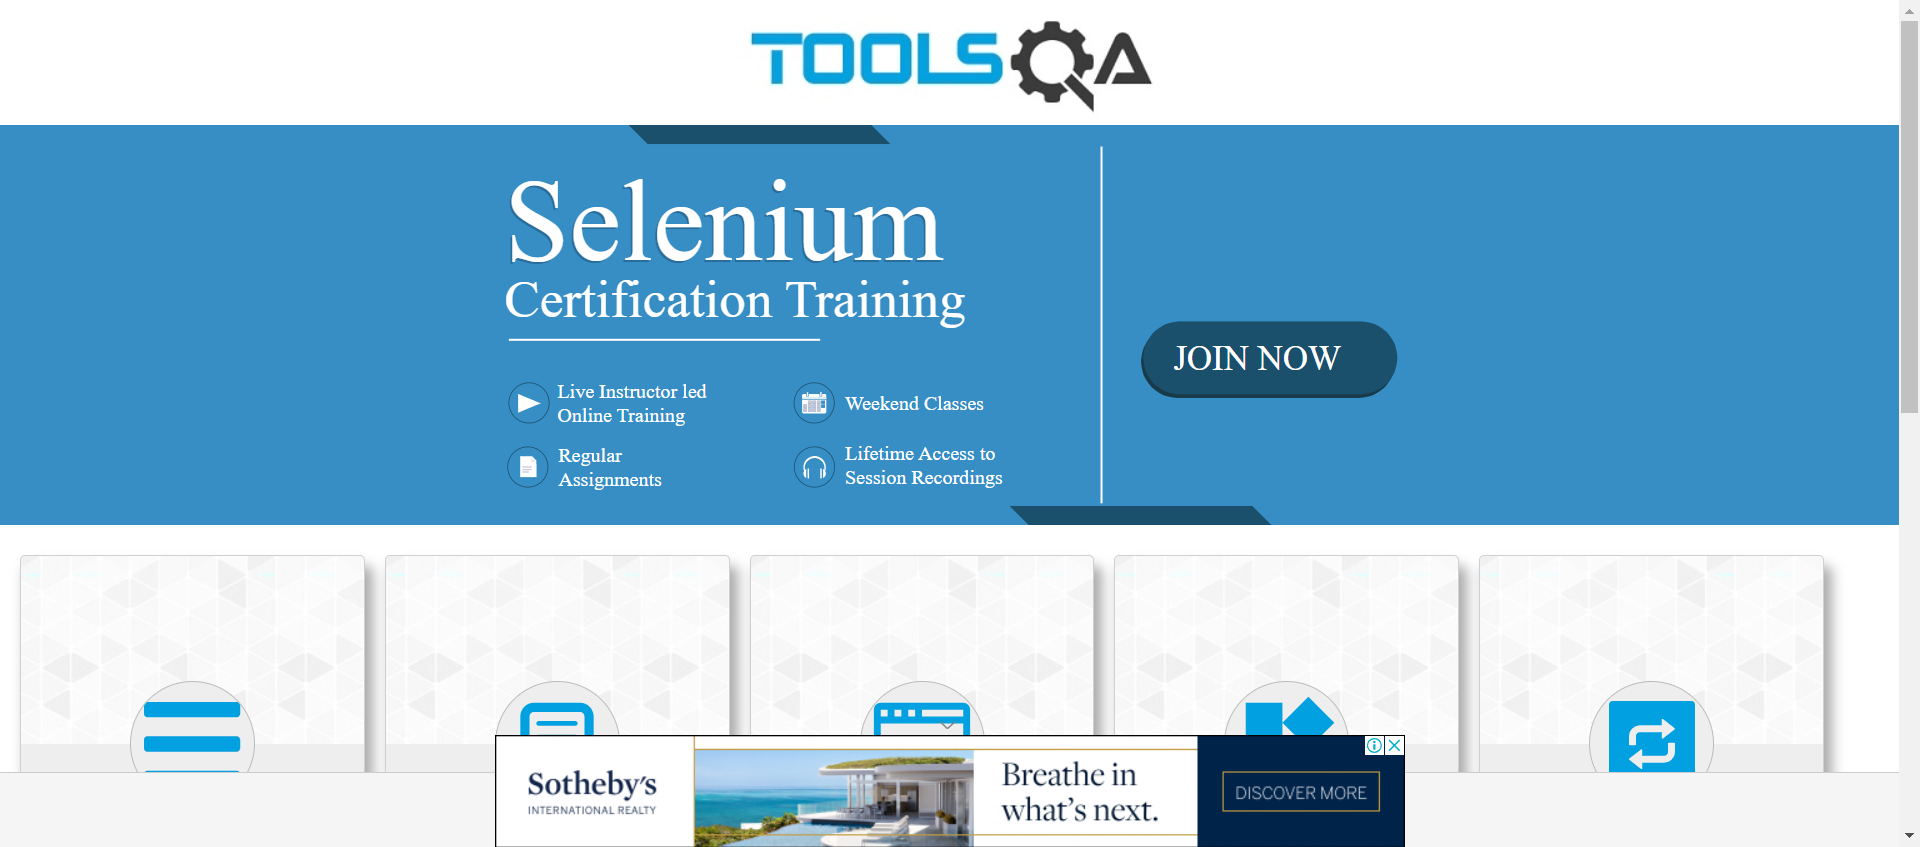 TOOLSQA
Selenium
Certification Training
JOIN NOW
Live Instructor led
Online Training
Weekend Classes
Regular
Assignments
Lifetime Access to
Session Recordings
Sotheby's
INTERNATIONAL REALTY
Breathe in
what's next.
DISCOVER MORE